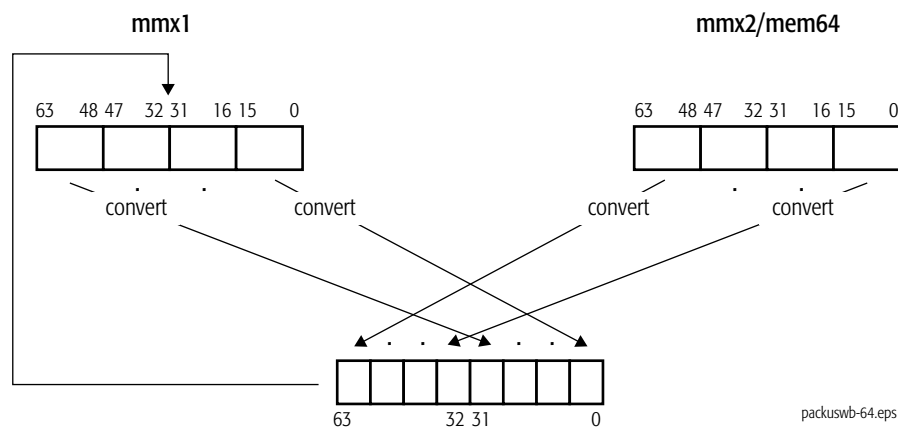 mmx1 mmx2/mem64
63 48 47 32 31 16 15 0 63 48 47 32 31 16 15 0
. . . .
convert convert convert convert
. . . . . .
63 32 31 0
packuswb-64.eps